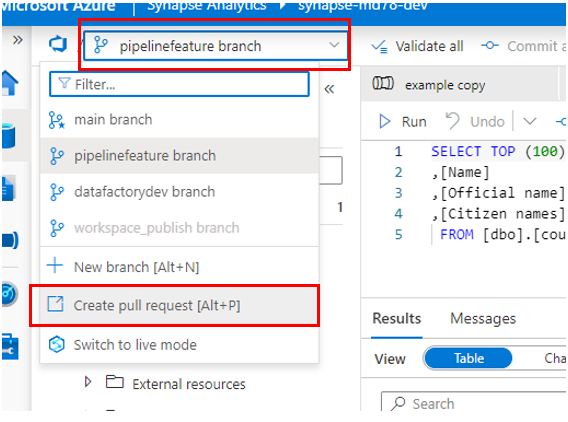 Microsoft Azure Synapse Analytics synapse-md78-dev
pipelinefeature branch
Validate all
Commit a
Filter...
main branch
pipelinefeature branch
datafactorydev branch
workspace_publish branch
New branch [Alt+N]
Create pull request [Alt+P]
Switch to live mode
External resources
1
example copy
Run
Undo
1 SELECT TOP (100)
2 ,[Name]
3 ,[Official name]
4 ,[Citizen names]
5 FROM [dbo].[cou
Results
Messages
View
Table
Cha
Search